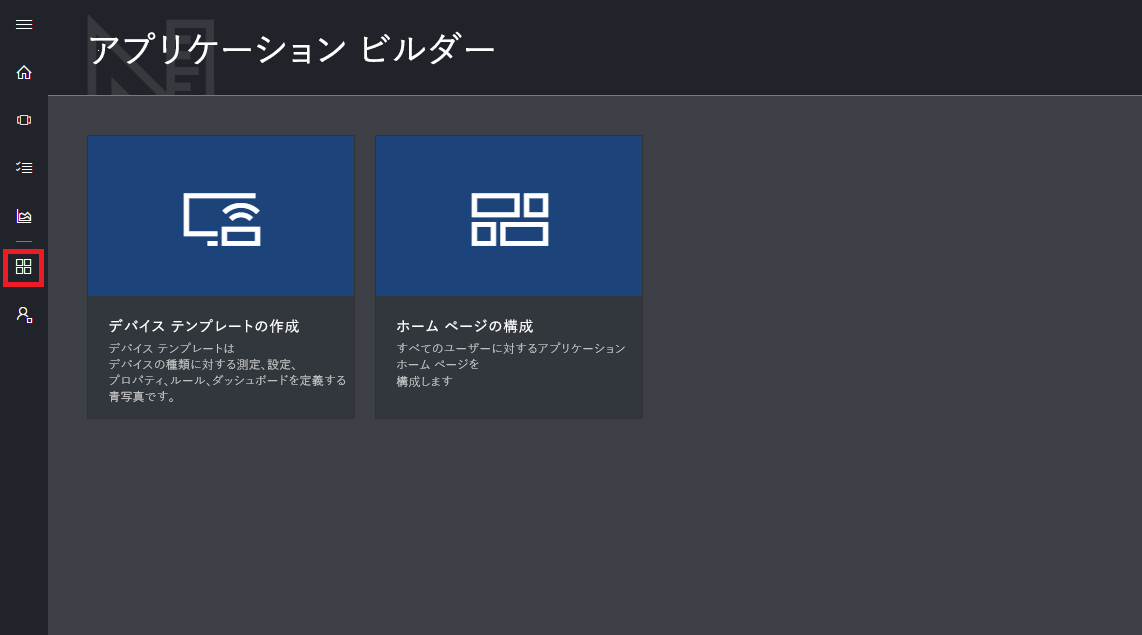 アプリケーション ビルダー
デバイス テンプレートの作成
デバイス テンプレートは
デバイスの種類に対する測定、設定、
プロパティ、ルール、ダッシュボードを定義する
青写真です。
ホーム ページの構成
すべてのユーザーに対するアプリケーション
ホーム ページを
構成します